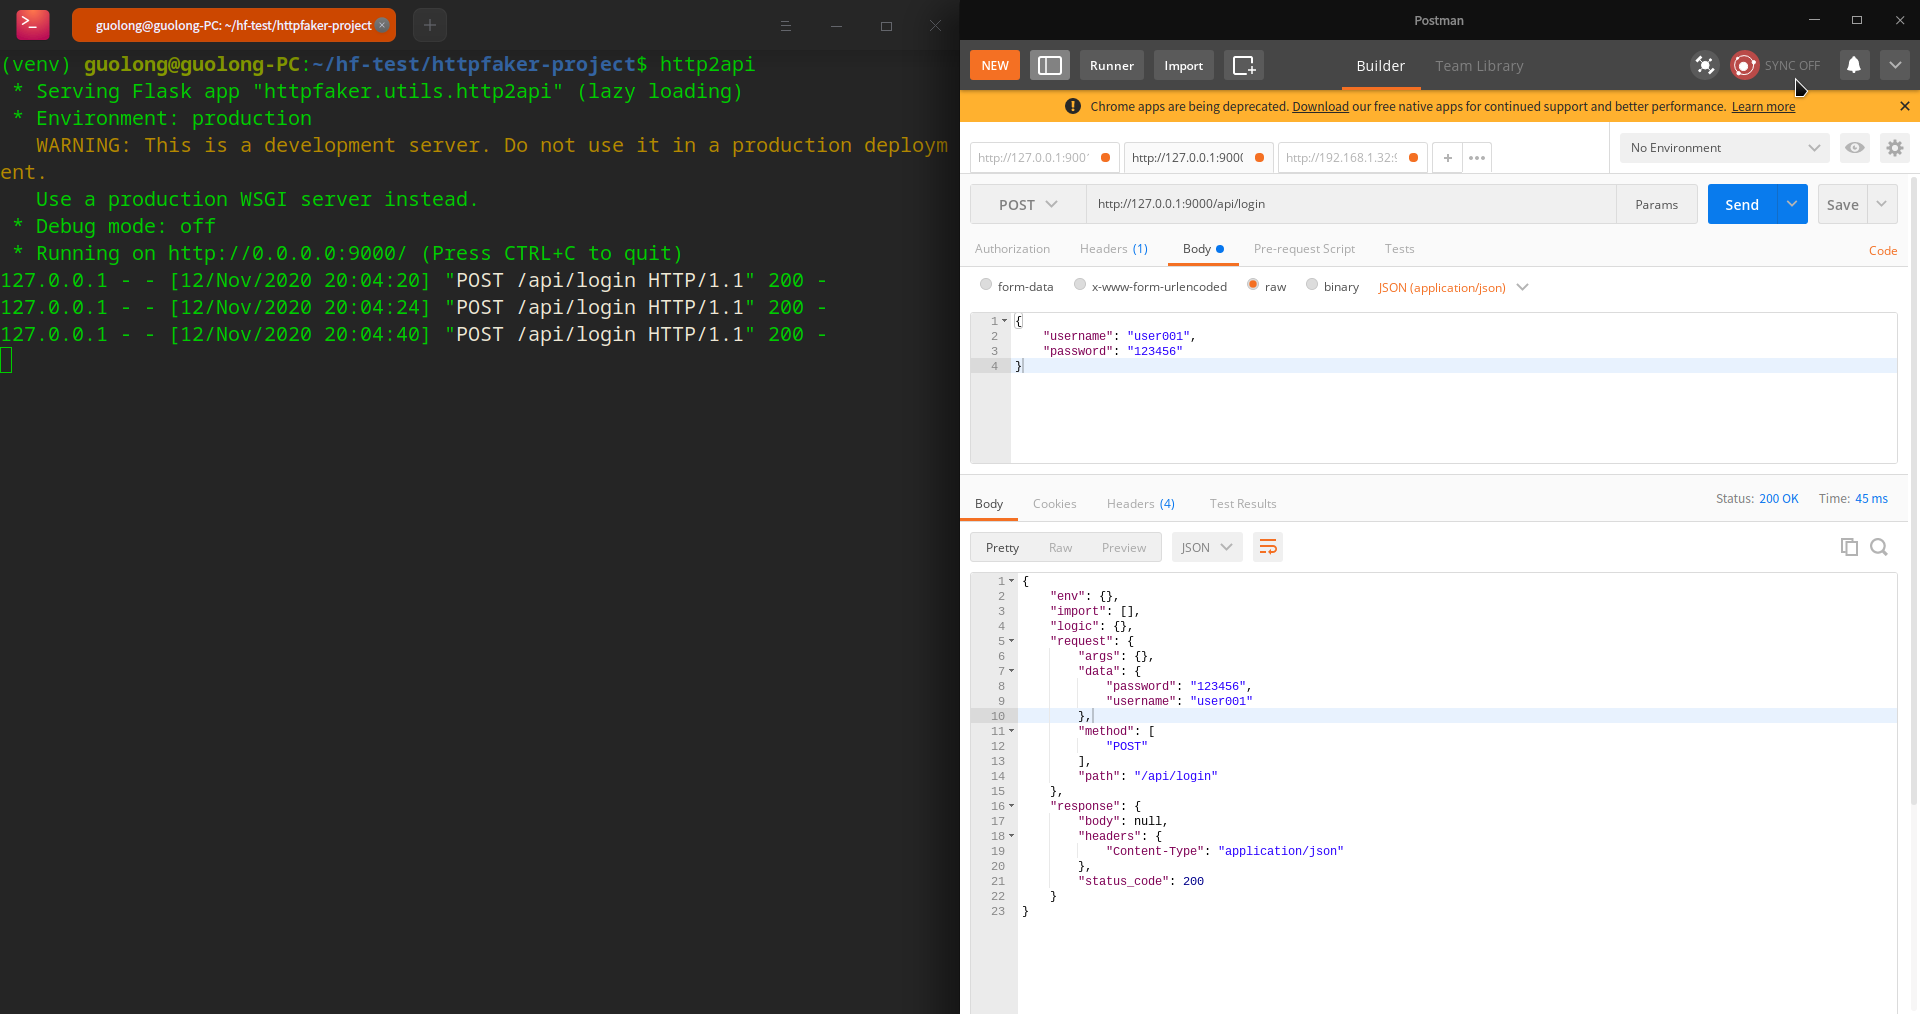 guolong@guolong-PC: ~/hf-test/httpfaker-project
(venv) guolong@guolong-PC:~/hf-test/httpfaker-project$ http2api
* Serving Flask app "httpfaker.utils.http2api" (lazy loading)
* Environment: production
WARNING: This is a development server. Do not use it in a production deploym
ent.
Use a production WSGI server instead.
* Debug mode: off
* Running on http://0.0.0.0:9000/ (Press CTRL+C to quit)
127.0.0.1 - - [12/Nov/2020 20:04:20] "POST /api/login HTTP/1.1" 200 -
127.0.0.1 - - [12/Nov/2020 20:04:24] "POST /api/login HTTP/1.1" 200 -
127.0.0.1 - - [12/Nov/2020 20:04:40] "POST /api/login HTTP/1.1" 200 -
Postman
NEW Runner Import Builder Team Library SYNC OFF
Chrome apps are being deprecated. Download our free native apps for continued support and better performance. Learn more
http://127.0.0.1:900 http://127.0.0.1:900 http://192.168.1.32: + ••• No Environment
POST http://127.0.0.1:9000/api/login Params Send Save
Authorization Headers (1) Body Pre-request Script Tests Code
form-data x-www-form-urlencoded raw binary JSON (application/json)
1 {
2 "username": "user001",
3 "password": "123456"
4 }
Body Cookies Headers (4) Test Results Status: 200 OK Time: 45 ms
Pretty Raw Preview JSON
1 {
2 "env": {},
3 "import": [],
4 "logic": {},
5 "request": {
6 "args": {},
7 "data": {
8 "password": "123456",
9 "username": "user001"
10 },
11 "method": [
12 "POST"
13 ],
14 "path": "/api/login"
15 },
16 "response": {
17 "body": null,
18 "headers": {
19 "Content-Type": "application/json"
20 },
21 "status_code": 200
22 }
23 }